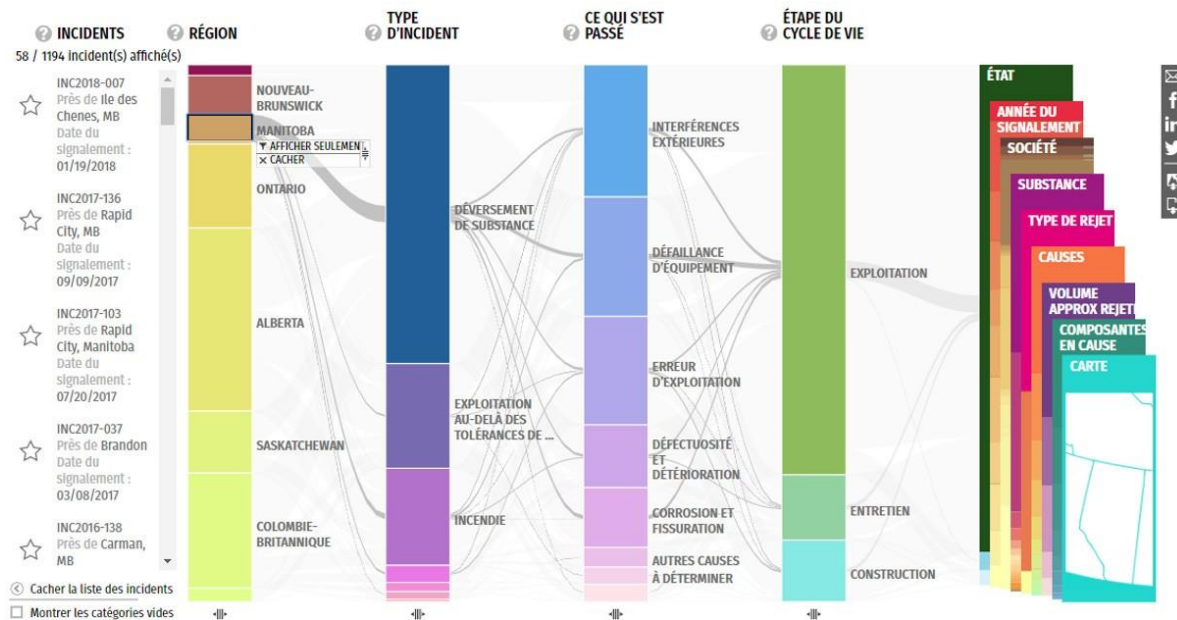 INCIDENTS
58 / 1194 incident(s) affiché(s)
INC2018-007
Près de Ile des
Chenes, MB
Date du
signalement :
01/19/2018
INC2017-136
Près de Rapid
City, MB
Date du
signalement :
09/09/2017
INC2017-103
Près de Rapid
City, Manitoba
Date du
signalement :
07/20/2017
INC2017-037
Près de Brandon
Date du
signalement :
03/08/2017
INC2016-138
Près de Carman,
MB
Cacher la liste des incidents
Montrer les catégories vides
RÉGION
NOUVEAU-
BRUNSWICK
MANITOBA
AFFICHER SEULEMEN
CACHER
ONTARIO
ALBERTA
SASKATCHEWAN
COLOMBIE-
BRITANNIQUE
TYPE
D'INCIDENT
DÉVERSEMENT
DE SUBSTANCE
EXPLOITATION
AU-DELÀ DES
TOLÉRANCES DE ...
INCENDIE
CE QUI S'EST
PASSÉ
INTERFÉRENCES
EXTÉRIEURES
DÉFAILLANCE
D'ÉQUIPEMENT
ERREUR
D'EXPLOITATION
DÉFECTUOSITÉ
ET
DÉTÉRIORATION
CORROSION ET
FISSURATION
AUTRES CAUSES
À DÉTERMINER
ÉTAPE DU
CYCLE DE VIE
EXPLOITATION
ENTRETIEN
CONSTRUCTION
ÉTAT
ANNÉE DU
SIGNALEMENT
SOCIÉTÉ
SUBSTANCE
TYPE DE REJET
CAUSES
VOLUME
APPROX REJETÉ
COMPOSANTES
EN CAUSE
CARTE